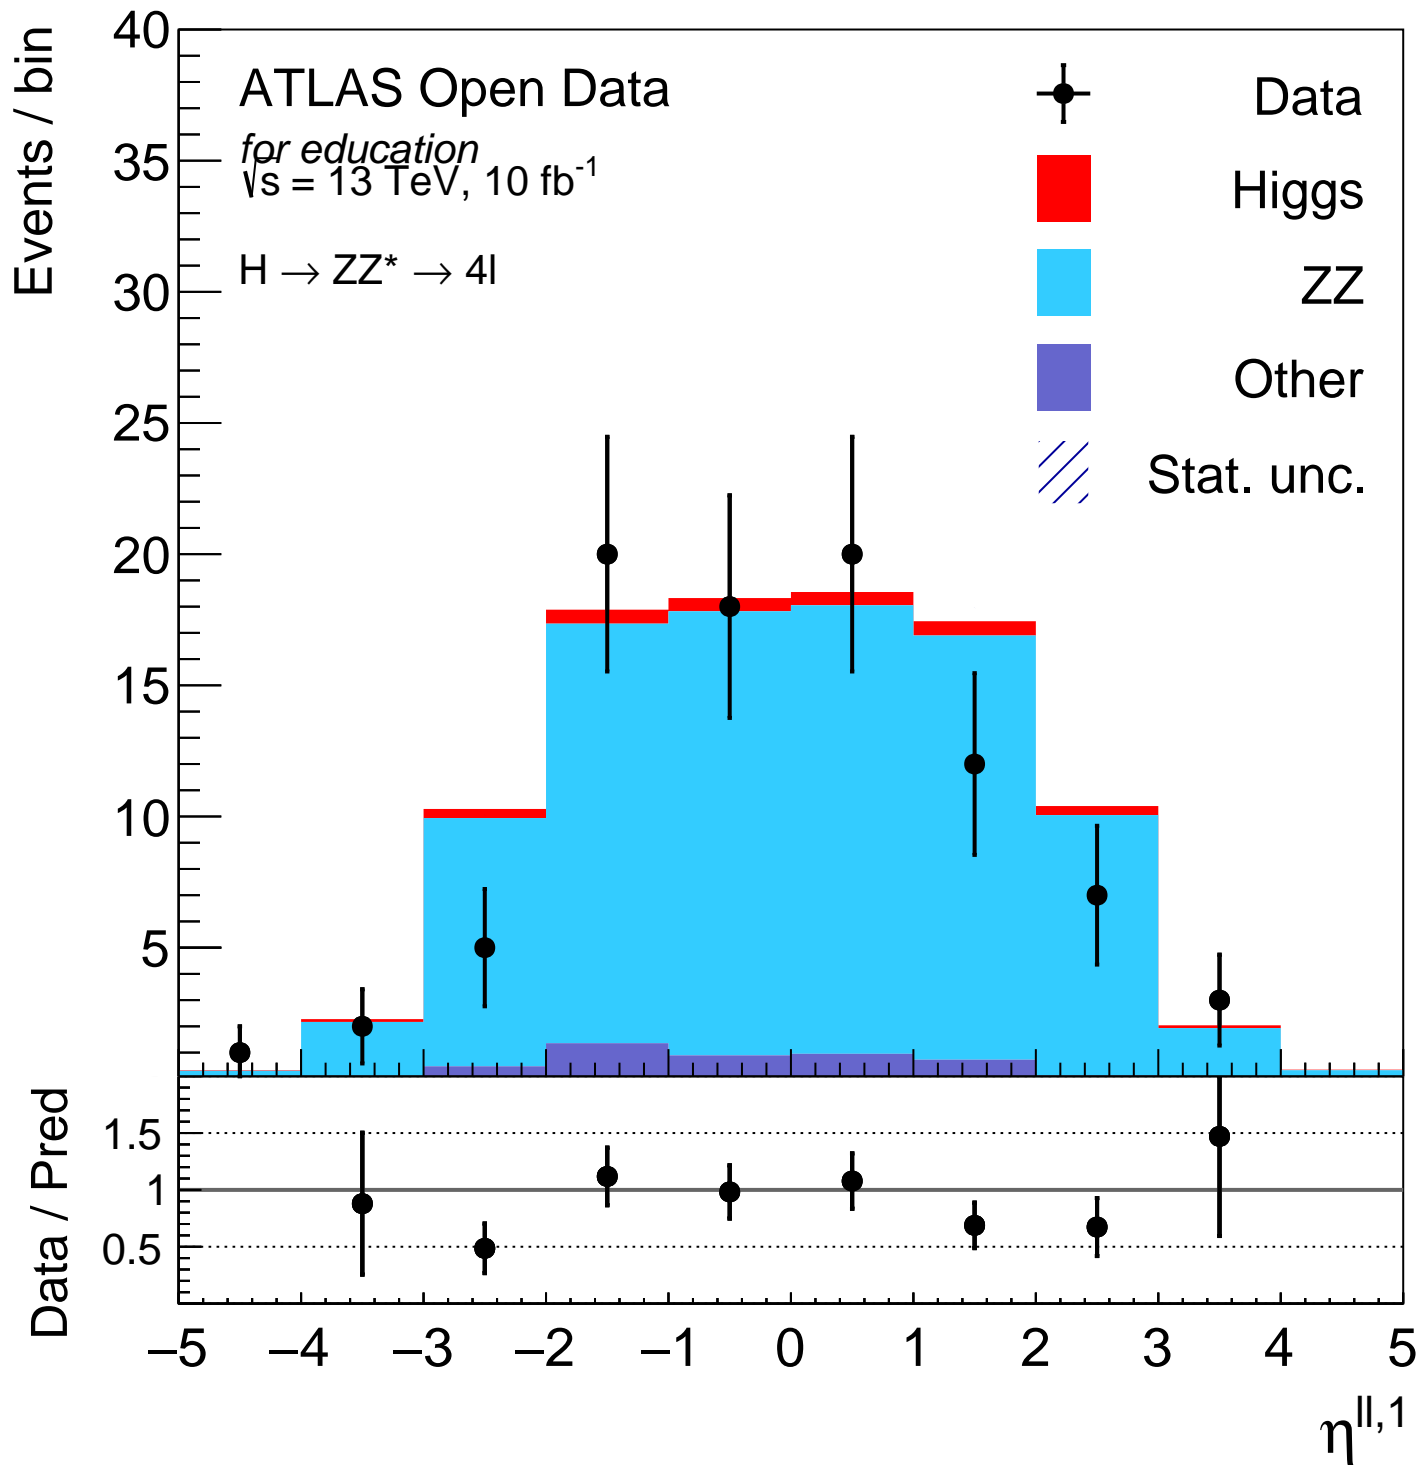 Events / bin
40
35
30
25
20
15
10
5
ATLAS Open Data
for education
√s = 13 TeV, 10 fb⁻¹
H → ZZ* → 4l
Data
Higgs
ZZ
Other
Stat. unc.
Data / Pred
1.5
1
0.5
−5 −4 −3 −2 −1 0 1 2 3 4 5
η^ll,1